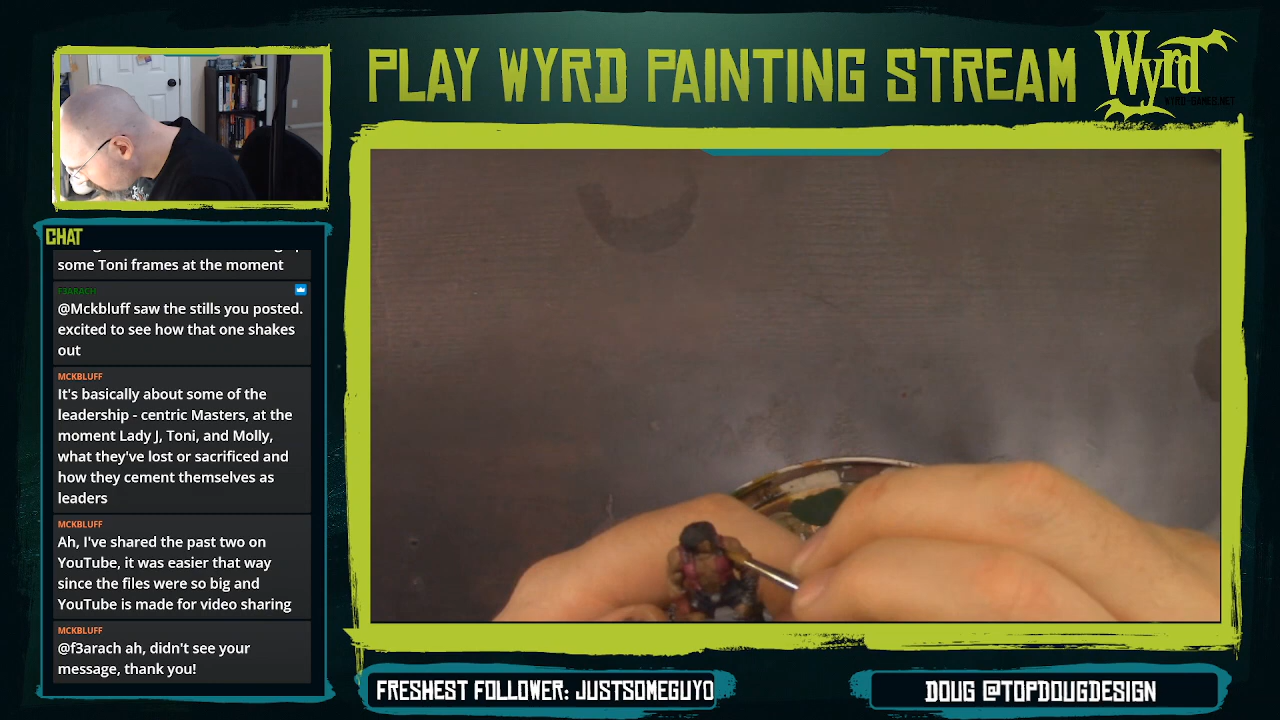 PLAY WYRD PAINTING STREAM
Wyrd
WYRD-GAMES.NET
CHAT
some Toni frames at the moment
F3ARACH
@Mckbluff saw the stills you posted.
excited to see how that one shakes
out
MCKBLUFF
It's basically about some of the
leadership - centric Masters, at the
moment Lady J, Toni, and Molly,
what they've lost or sacrificed and
how they cement themselves as
leaders
MCKBLUFF
Ah, I've shared the past two on
YouTube, it was easier that way
since the files were so big and
YouTube is made for video sharing
MCKBLUFF
@f3arach ah, didn't see your
message, thank you!
FRESHEST FOLLOWER: JUSTSOMEGUYO
DOUG @TOPDOUGDESIGN